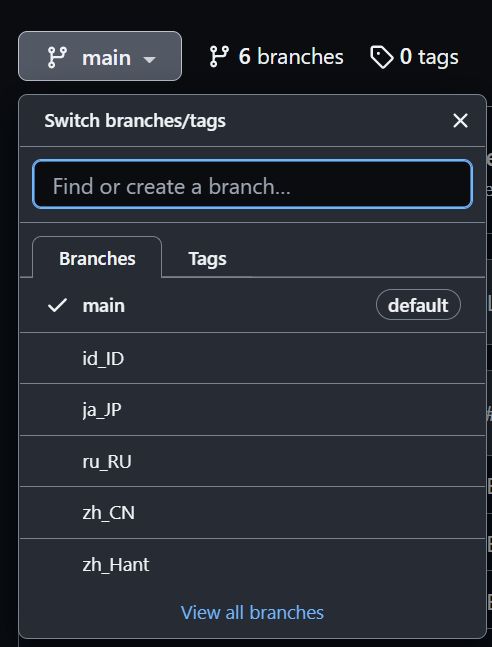 main 6 branches 0 tags
Switch branches/tags
Find or create a branch...
Branches Tags
main default
id_ID
ja_JP
ru_RU
zh_CN
zh_Hant
View all branches